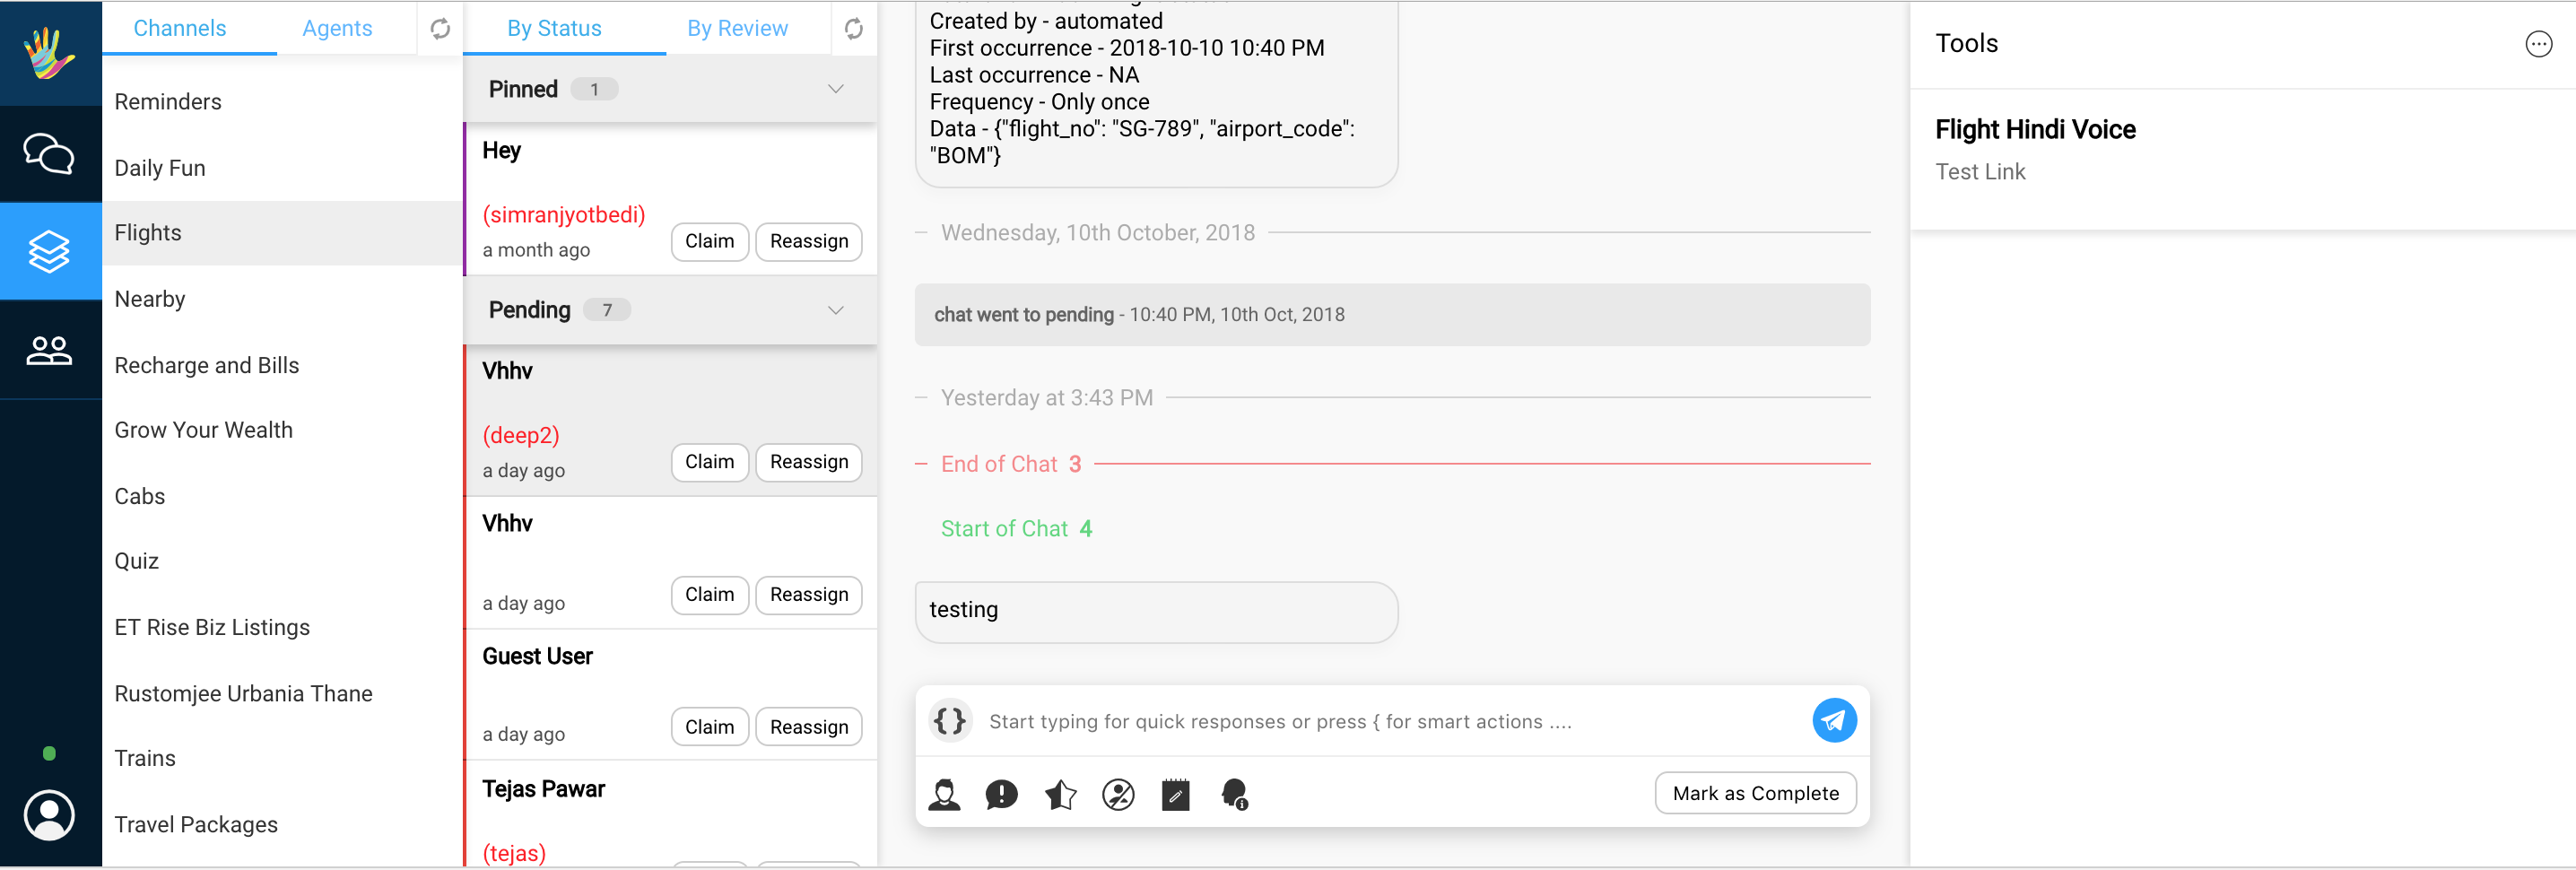 Channels
Agents
Reminders
Daily Fun
Flights
Nearby
Recharge and Bills
Grow Your Wealth
Cabs
Quiz
ET Rise Biz Listings
Rustomjee Urbania Thane
Trains
Travel Packages
By Status
By Review
Pinned 1
Hey
(simranjyotbedi)
a month ago
Claim
Reassign
Pending 7
Vhhv
(deep2)
a day ago
Claim
Reassign
Vhhv
a day ago
Claim
Reassign
Guest User
a day ago
Claim
Reassign
Tejas Pawar
(tejas)
Created by - automated
First occurrence - 2018-10-10 10:40 PM
Last occurrence - NA
Frequency - Only once
Data - {"flight_no": "SG-789", "airport_code":
"BOM"}
Wednesday, 10th October, 2018
chat went to pending - 10:40 PM, 10th Oct, 2018
Yesterday at 3:43 PM
End of Chat 3
Start of Chat 4
testing
{} Start typing for quick responses or press { for smart actions ....
Mark as Complete
Tools
Flight Hindi Voice
Test Link